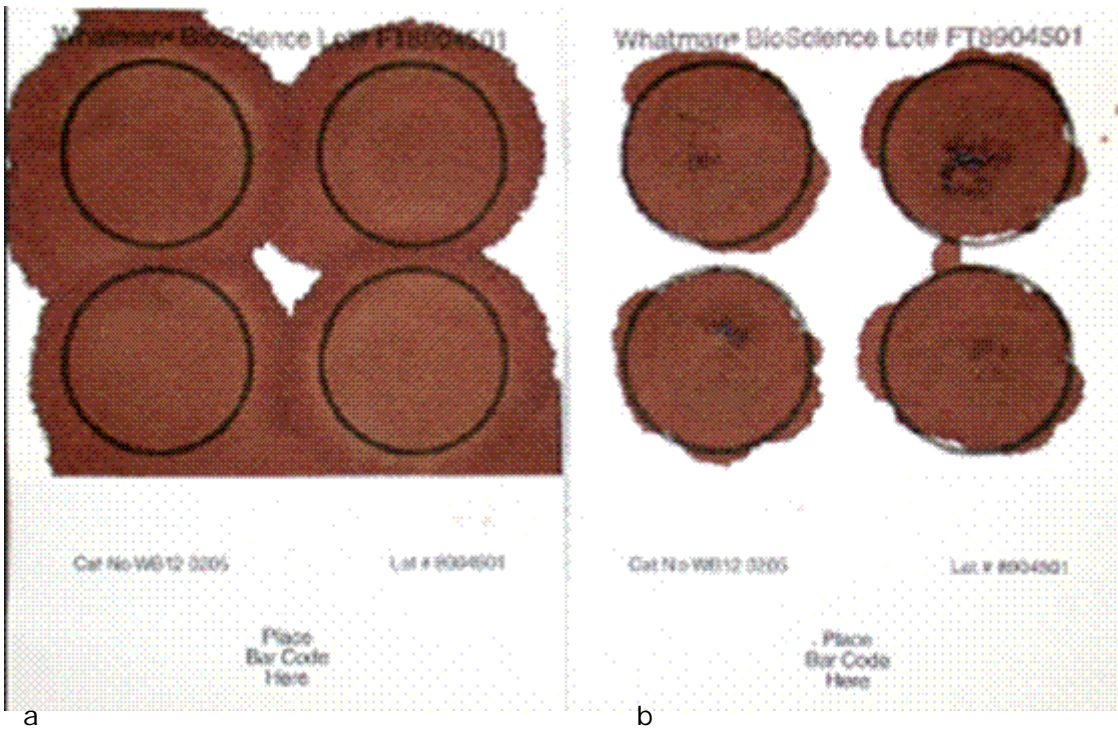 Whatman® BioScience Lot# FT8904501
Whatman® BioScience Lot# FT8904501
Cat No WB12 0205 Lot # 8904501
Cat No WB12 0205 Lot # 8904501
Place
Bar Code
Here
Place
Bar Code
Here
a
b